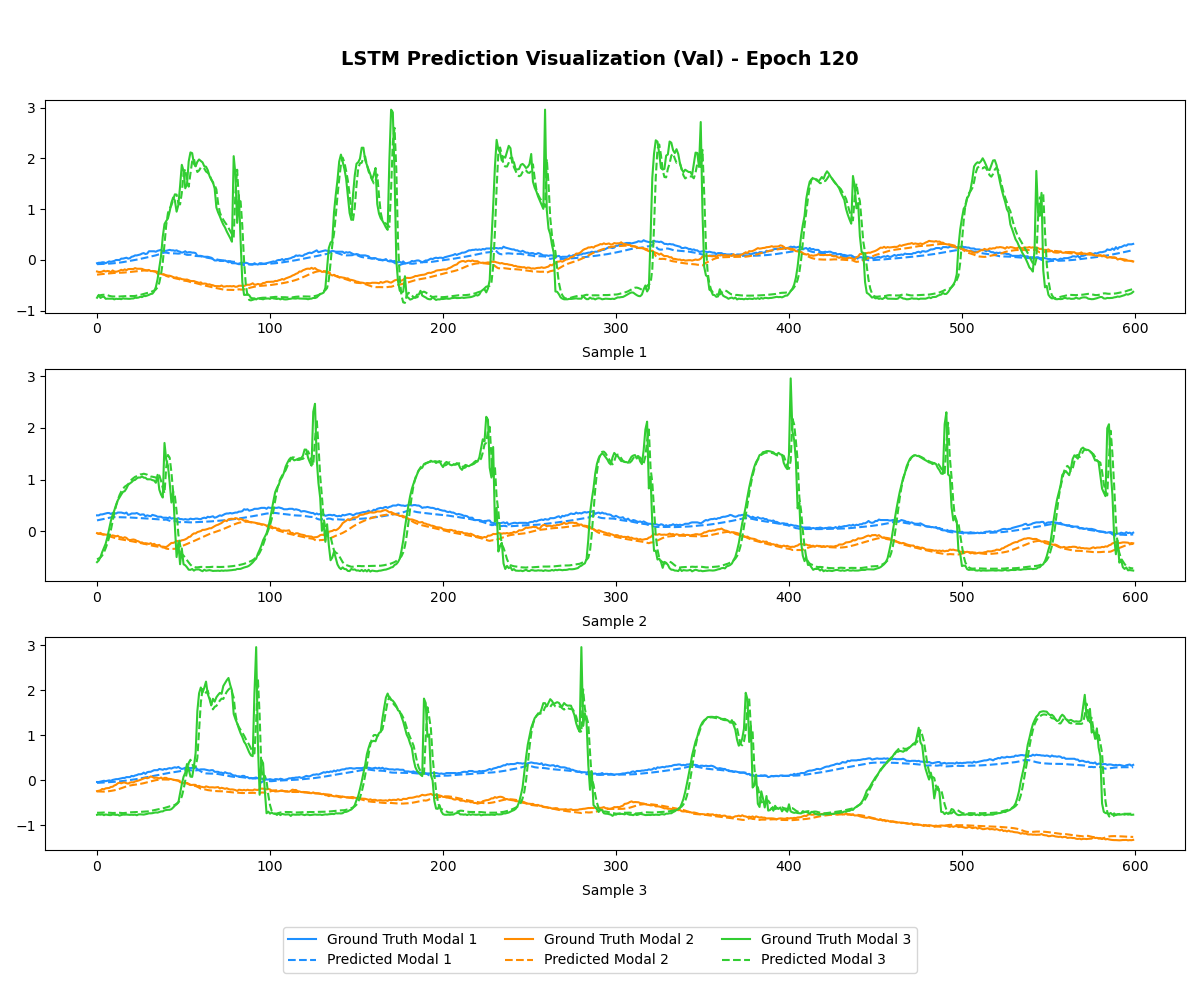 LSTM Prediction Visualization (Val) - Epoch 120
3
2
1
0
−1
0 100 200 300 400 500 600
Sample 1
3
2
1
0
0 100 200 300 400 500 600
Sample 2
3
2
1
0
−1
0 100 200 300 400 500 600
Sample 3
Ground Truth Modal 1 Ground Truth Modal 2 Ground Truth Modal 3
Predicted Modal 1 Predicted Modal 2 Predicted Modal 3